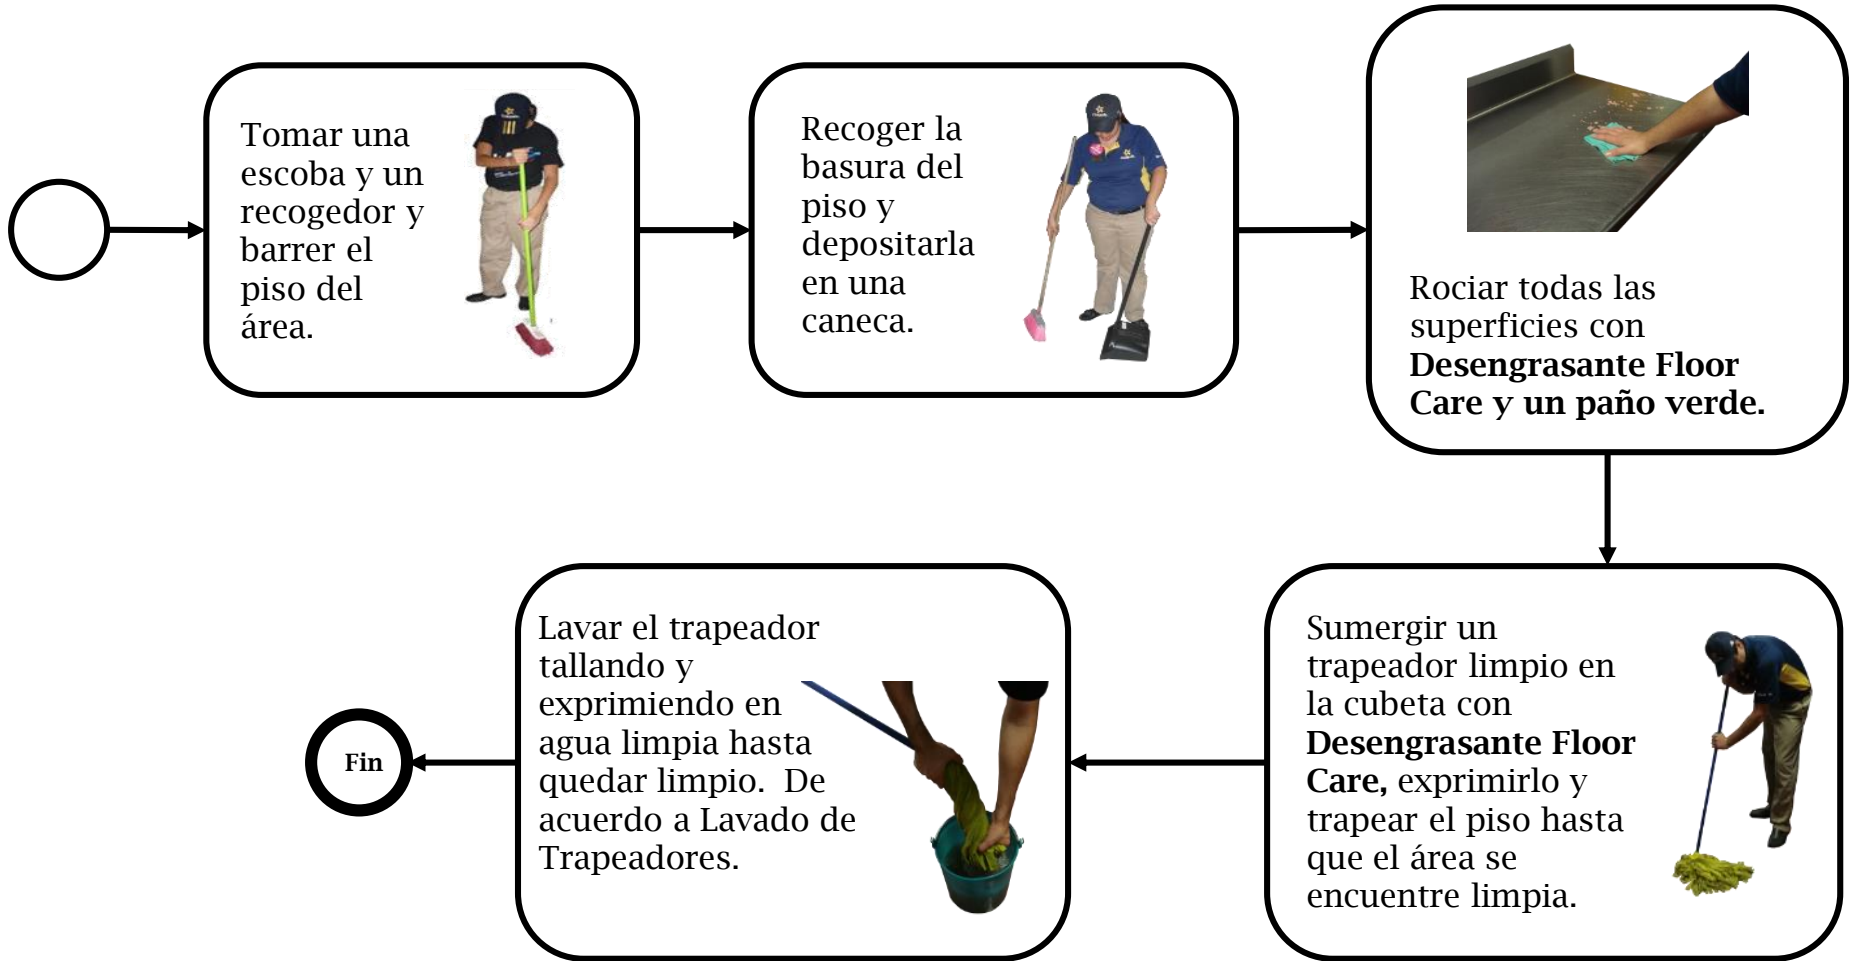 Tomar una
escoba y un
recogedor y
barrer el
piso del
área.
Recoger la
basura del
piso y
depositarla
en una
caneca.
Rociar todas las
superficies con
Desengrasante Floor
Care y un paño verde.
Sumergir un
trapeador limpio en
la cubeta con
Desengrasante Floor
Care, exprimirlo y
trapear el piso hasta
que el área se
encuentre limpia.
Lavar el trapeador
tallando y
exprimiendo en
agua limpia hasta
quedar limpio.  De
acuerdo a Lavado de
Trapeadores.
Fin